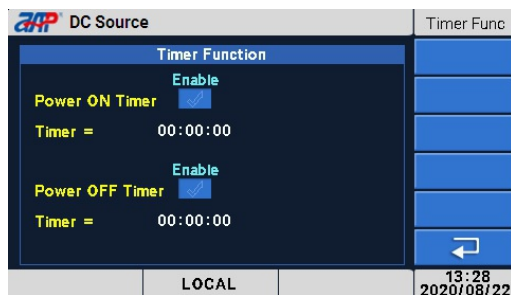 AAP DC Source
Timer Func
Timer Function
Enable
Power ON Timer
Timer = 00:00:00
Enable
Power OFF Timer
Timer = 00:00:00
LOCAL
13:28
2020/08/22